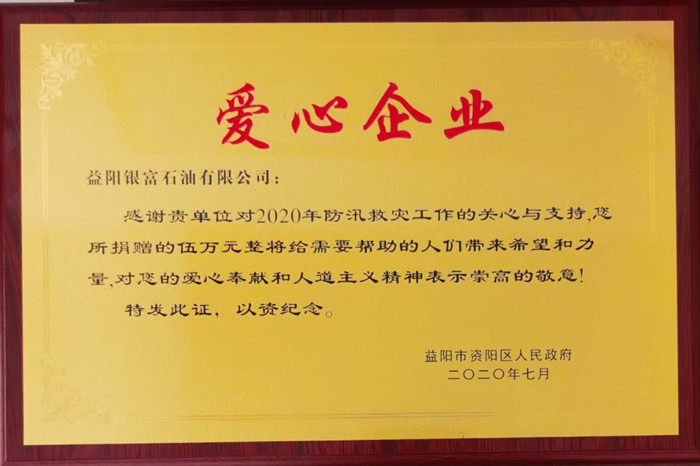 爱心企业
益阳银富石油有限公司：
感谢贵单位对2020年防汛救灾工作的关心与支持,您
所捐赠的伍万元整将给需要帮助的人们带来希望和力
量,对您的爱心奉献和人道主义精神表示崇高的敬意!
特发此证，以资纪念。
益阳市资阳区人民政府
二〇二〇年七月